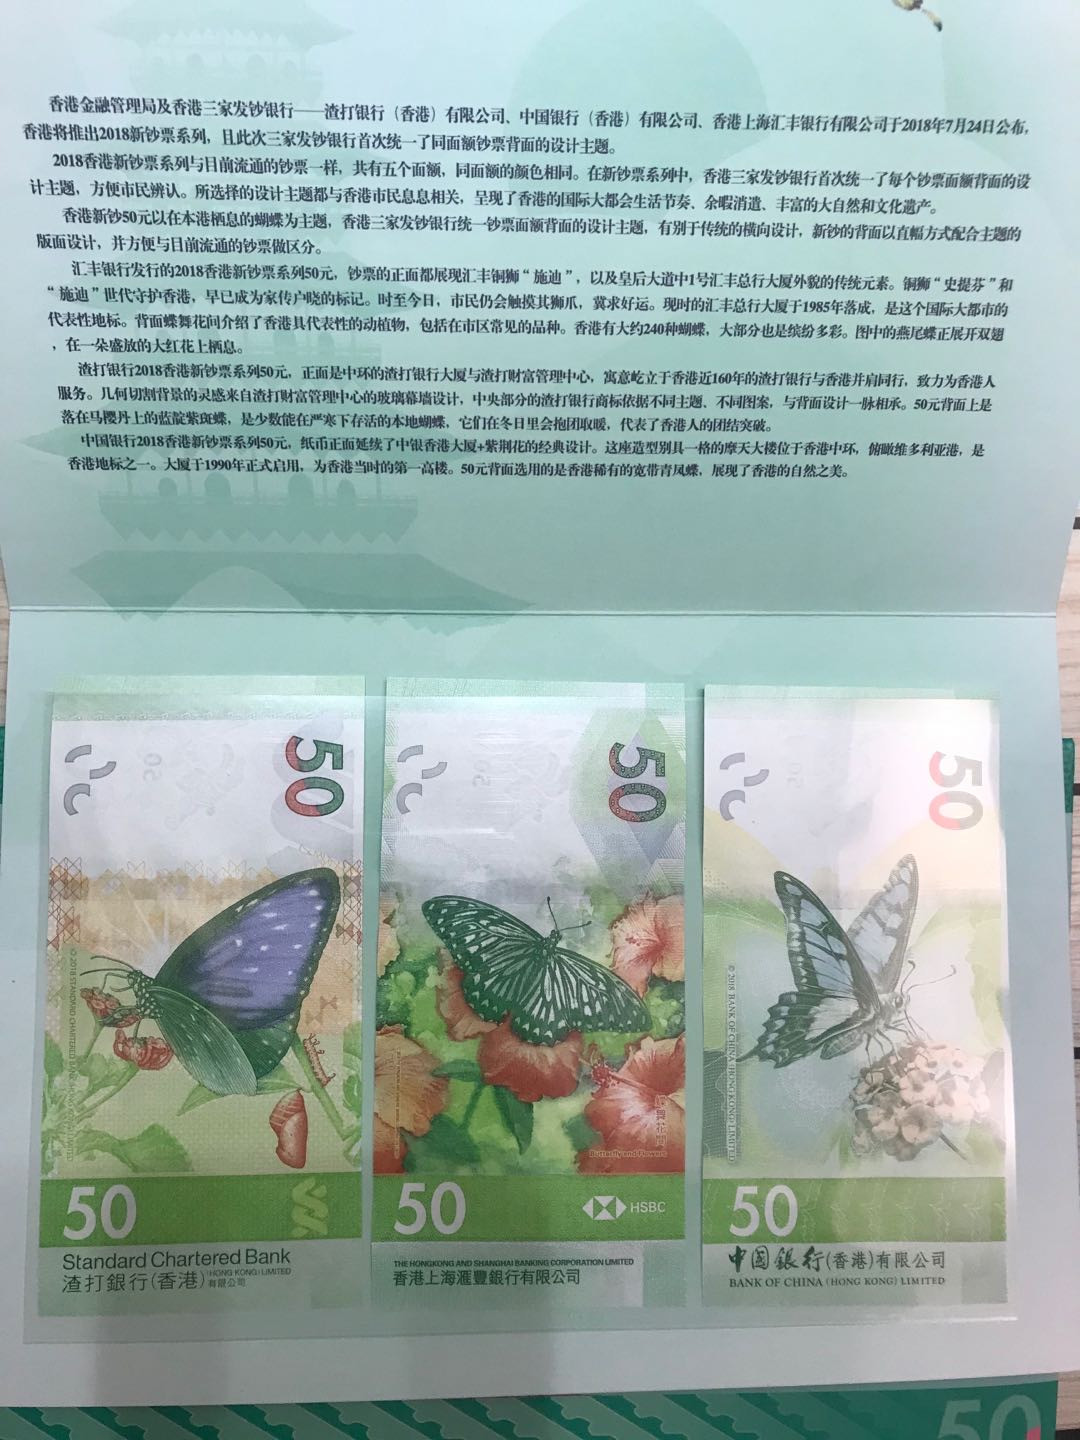 香港金融管理局及香港三家发钞银行——渣打银行（香港）有限公司、中国银行（香港）有限公司、香港上海汇丰银行有限公司于2018年7月24日公布，
香港将推出2018新钞票系列，且此次三家发钞银行首次统一了同面额钞票背面的设计主题。
2018香港新钞票系列与目前流通的钞票一样，共有五个面额，同面额的颜色相同。在新钞票系列中，香港三家发钞银行首次统一了每个钞票面额背面的设
计主题，方便市民辨认。所选择的设计主题都与香港市民息息相关，呈现了香港的国际大都会生活节奏、余暇消遣、丰富的大自然和文化遗产。
香港新钞50元以在本港栖息的蝴蝶为主题，香港三家发钞银行统一钞票面额背面的设计主题，有别于传统的横向设计，新钞的背面以直幅方式配合主题的
版面设计，并方便与目前流通的钞票做区分。
汇丰银行发行的2018香港新钞票系列50元，钞票的正面都展现汇丰铜狮“施迪”，以及皇后大道中1号汇丰总行大厦外貌的传统元素。铜狮“史提芬”和
“施迪”世代守护香港，早已成为家传户晓的标记。时至今日，市民仍会触摸其狮爪，冀求好运。现时的汇丰总行大厦于1985年落成，是这个国际大都市的
代表性地标。背面蝶舞花间介绍了香港具代表性的动植物，包括在市区常见的品种。香港有大约240种蝴蝶，大部分也是缤纷多彩。图中的燕尾蝶正展开双翅
，在一朵盛放的大红花上栖息。
渣打银行2018香港新钞票系列50元，正面是中环的渣打银行大厦与渣打财富管理中心，寓意屹立于香港近160年的渣打银行与香港并肩同行，致力为香港人
服务。几何切割背景的灵感来自渣打财富管理中心的玻璃幕墙设计，中央部分的渣打银行商标依据不同主题、不同图案，与背面设计一脉相承。50元背面上是
落在马樱丹上的蓝靛紫斑蝶，是少数能在严寒下存活的本地蝴蝶，它们在冬日里会抱团取暖，代表了香港人的团结突破。
中国银行2018香港新钞票系列50元，纸币正面延续了中银香港大厦+紫荆花的经典设计。这座造型别具一格的摩天大楼位于香港中环，俯瞰维多利亚港，是
香港地标之一。大厦于1990年正式启用，为香港当时的第一高楼。50元背面选用的是香港稀有的宽带青凤蝶，展现了香港的自然之美。
50
© 2018 STANDARD CHARTERED BANK
50
Standard Chartered Bank
渣打銀行(香港) (HONG KONG) LIMITED
有限公司
50
蝶舞花間
Butterfly and Flowers
50
HSBC
THE HONGKONG AND SHANGHAI BANKING CORPORATION LIMITED
香港上海滙豐銀行有限公司
50
© 2018 BANK OF CHINA (HONG KONG) LIMITED
50
中國銀行(香港)有限公司
BANK OF CHINA (HONG KONG) LIMITED
50